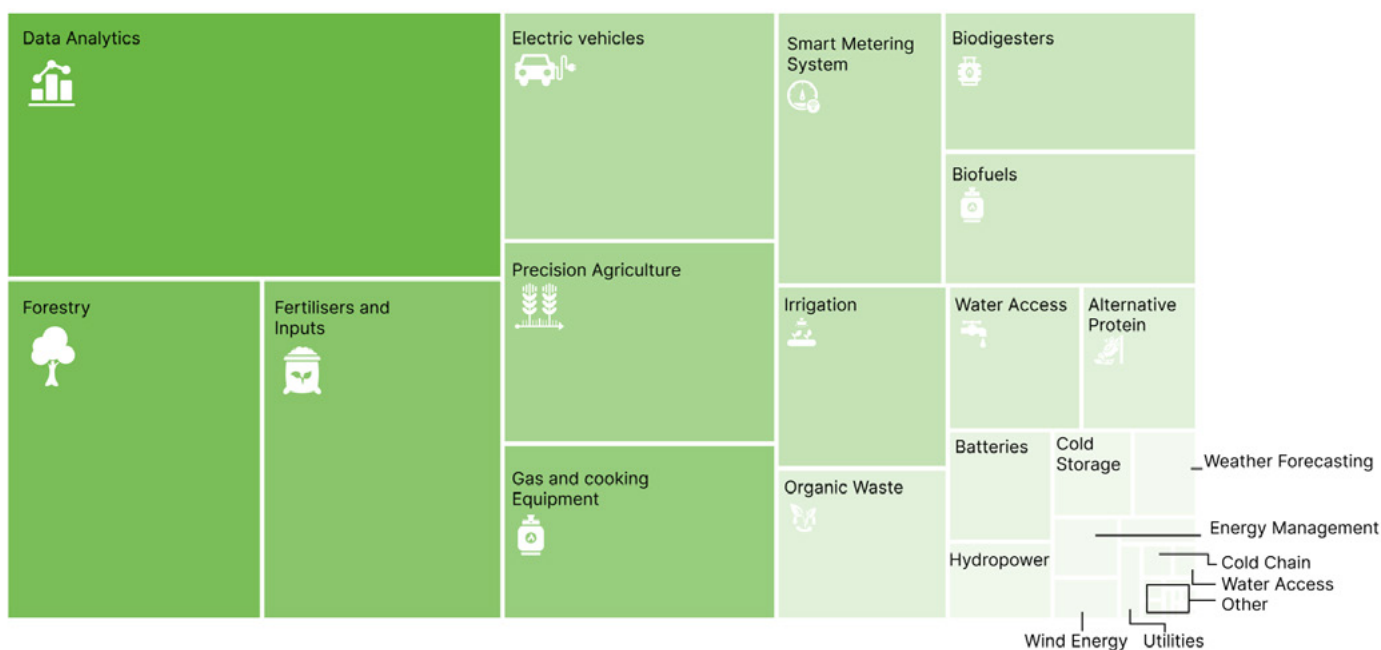 Data Analytics
Electric vehicles
Smart Metering
System
Biodigesters
Biofuels
Precision Agriculture
Forestry
Fertilisers and
Inputs
Irrigation
Water Access
Alternative
Protein
Gas and cooking
Equipment
Organic Waste
Batteries
Cold
Storage
Weather Forecasting
Energy Management
Hydropower
Cold Chain
Water Access
Other
Wind Energy
Utilities